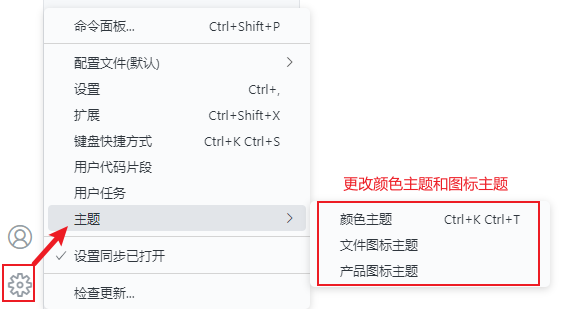 命令面板... Ctrl+Shift+P
配置文件(默认)
设置 Ctrl+,
扩展 Ctrl+Shift+X
键盘快捷方式 Ctrl+K Ctrl+S
用户代码片段
用户任务
主题
设置同步已打开
检查更新...
更改颜色主题和图标主题
颜色主题 Ctrl+K Ctrl+T
文件图标主题
产品图标主题